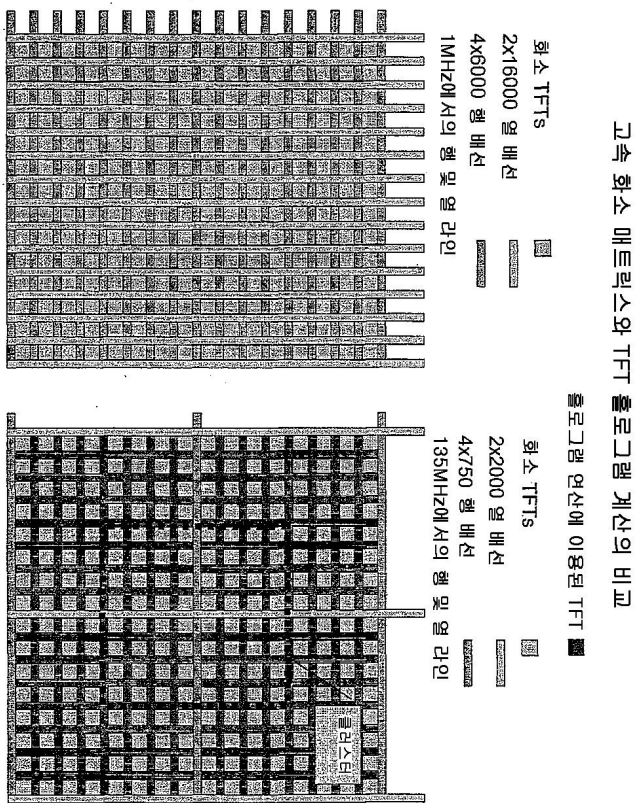 고속 화소 매트릭스와 TFT 홀로그램 계산의 비교
화소 TFTs
2x16000 열 배선
4x6000 행 배선
1MHz에서의 행 및 열 라인
홀로그램 연산에 이용된 TFT
화소 TFTs
2x2000 열 배선
4x750 행 배선
135MHz에서의 행 및 열 라인
클러스터